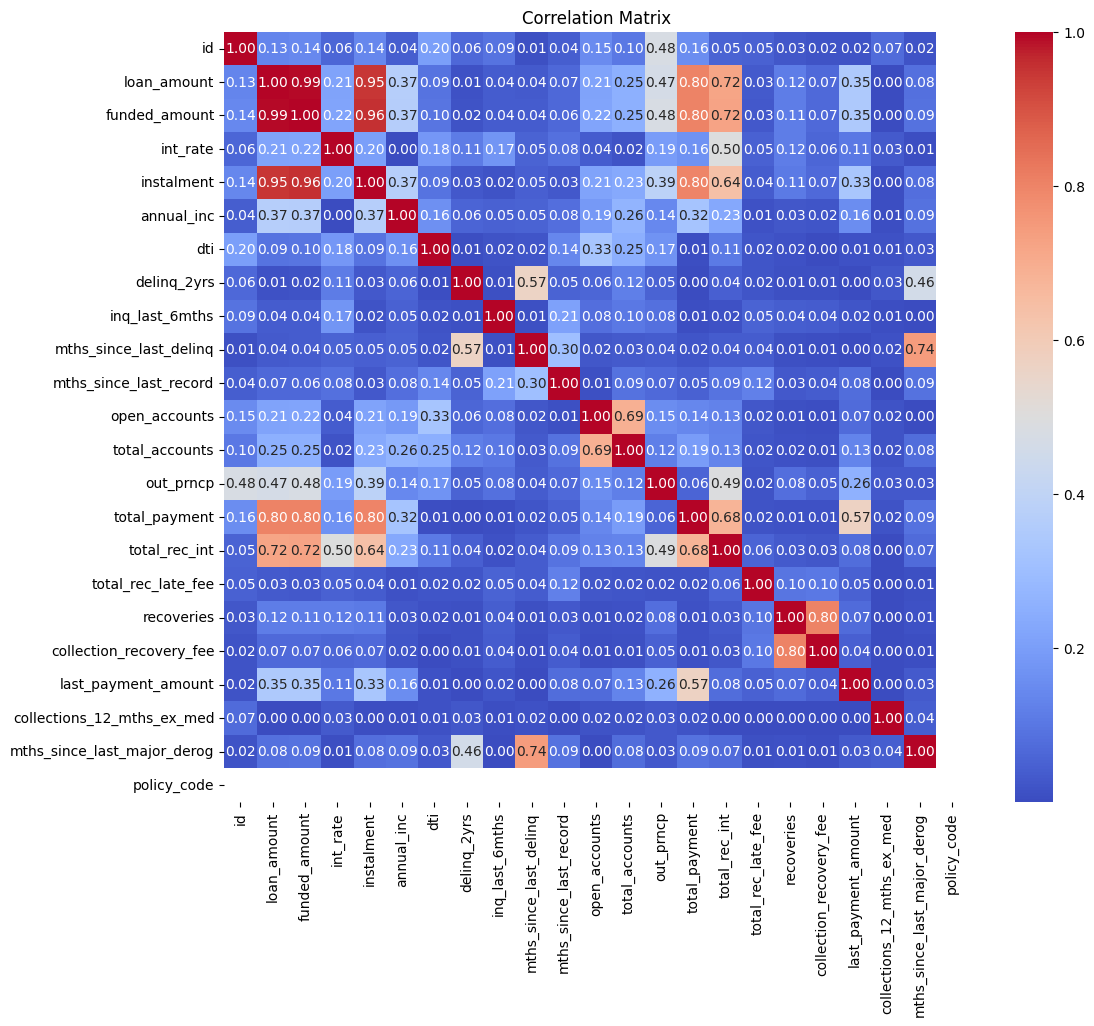 Correlation Matrix
id 1.00 0.13 0.14 0.06 0.14 0.04 0.20 0.06 0.09 0.01 0.04 0.15 0.10 0.48 0.16 0.05 0.05 0.03 0.02 0.02 0.07 0.02
loan_amount 0.13 1.00 0.99 0.21 0.95 0.37 0.09 0.01 0.04 0.04 0.07 0.21 0.25 0.47 0.80 0.72 0.03 0.12 0.07 0.35 0.00 0.08
funded_amount 0.14 0.99 1.00 0.22 0.96 0.37 0.10 0.02 0.04 0.04 0.06 0.22 0.25 0.48 0.80 0.72 0.03 0.11 0.07 0.35 0.00 0.09
int_rate 0.06 0.21 0.22 1.00 0.20 0.00 0.18 0.11 0.17 0.05 0.08 0.04 0.02 0.19 0.16 0.50 0.05 0.12 0.06 0.11 0.03 0.01
instalment 0.14 0.95 0.96 0.20 1.00 0.37 0.09 0.03 0.02 0.05 0.03 0.21 0.23 0.39 0.80 0.64 0.04 0.11 0.07 0.33 0.00 0.08
annual_inc 0.04 0.37 0.37 0.00 0.37 1.00 0.16 0.06 0.05 0.05 0.08 0.19 0.26 0.14 0.32 0.23 0.01 0.03 0.02 0.16 0.01 0.09
dti 0.20 0.09 0.10 0.18 0.09 0.16 1.00 0.01 0.02 0.02 0.14 0.33 0.25 0.17 0.01 0.11 0.02 0.02 0.00 0.01 0.01 0.03
delinq_2yrs 0.06 0.01 0.02 0.11 0.03 0.06 0.01 1.00 0.01 0.57 0.05 0.06 0.12 0.05 0.00 0.04 0.02 0.01 0.01 0.00 0.03 0.46
inq_last_6mths 0.09 0.04 0.04 0.17 0.02 0.05 0.02 0.01 1.00 0.01 0.21 0.08 0.10 0.08 0.01 0.02 0.05 0.04 0.04 0.02 0.01 0.00
mths_since_last_delinq 0.01 0.04 0.04 0.05 0.05 0.05 0.02 0.57 0.01 1.00 0.30 0.02 0.03 0.04 0.02 0.04 0.04 0.01 0.01 0.00 0.02 0.74
mths_since_last_record 0.04 0.07 0.06 0.08 0.03 0.08 0.14 0.05 0.21 0.30 1.00 0.01 0.09 0.07 0.05 0.09 0.12 0.03 0.04 0.08 0.00 0.09
open_accounts 0.15 0.21 0.22 0.04 0.21 0.19 0.33 0.06 0.08 0.02 0.01 1.00 0.69 0.15 0.14 0.13 0.02 0.01 0.01 0.07 0.02 0.00
total_accounts 0.10 0.25 0.25 0.02 0.23 0.26 0.25 0.12 0.10 0.03 0.09 0.69 1.00 0.12 0.19 0.13 0.02 0.02 0.01 0.13 0.02 0.08
out_prncp 0.48 0.47 0.48 0.19 0.39 0.14 0.17 0.05 0.08 0.04 0.07 0.15 0.12 1.00 0.06 0.49 0.02 0.08 0.05 0.26 0.03 0.03
total_payment 0.16 0.80 0.80 0.16 0.80 0.32 0.01 0.00 0.01 0.02 0.05 0.14 0.19 0.06 1.00 0.68 0.02 0.01 0.01 0.57 0.02 0.09
total_rec_int 0.05 0.72 0.72 0.50 0.64 0.23 0.11 0.04 0.02 0.04 0.09 0.13 0.13 0.49 0.68 1.00 0.06 0.03 0.03 0.08 0.00 0.07
total_rec_late_fee 0.05 0.03 0.03 0.05 0.04 0.01 0.02 0.02 0.05 0.04 0.12 0.02 0.02 0.02 0.02 0.06 1.00 0.10 0.10 0.05 0.00 0.01
recoveries 0.03 0.12 0.11 0.12 0.11 0.03 0.02 0.01 0.04 0.01 0.03 0.01 0.02 0.08 0.01 0.03 0.10 1.00 0.80 0.07 0.00 0.01
collection_recovery_fee 0.02 0.07 0.07 0.06 0.07 0.02 0.00 0.01 0.04 0.01 0.04 0.01 0.01 0.05 0.01 0.03 0.10 0.80 1.00 0.04 0.00 0.01
last_payment_amount 0.02 0.35 0.35 0.11 0.33 0.16 0.01 0.00 0.02 0.00 0.08 0.07 0.13 0.26 0.57 0.08 0.05 0.07 0.04 1.00 0.00 0.03
collections_12_mths_ex_med 0.07 0.00 0.00 0.03 0.00 0.01 0.01 0.03 0.01 0.02 0.00 0.02 0.02 0.03 0.02 0.00 0.00 0.00 0.00 0.00 1.00 0.04
mths_since_last_major_derog 0.02 0.08 0.09 0.01 0.08 0.09 0.03 0.46 0.00 0.74 0.09 0.00 0.08 0.03 0.09 0.07 0.01 0.01 0.01 0.03 0.04 1.00
policy_code
id
loan_amount
funded_amount
int_rate
instalment
annual_inc
dti
delinq_2yrs
inq_last_6mths
mths_since_last_delinq
mths_since_last_record
open_accounts
total_accounts
out_prncp
total_payment
total_rec_int
total_rec_late_fee
recoveries
collection_recovery_fee
last_payment_amount
collections_12_mths_ex_med
mths_since_last_major_derog
policy_code
1.0
0.8
0.6
0.4
0.2